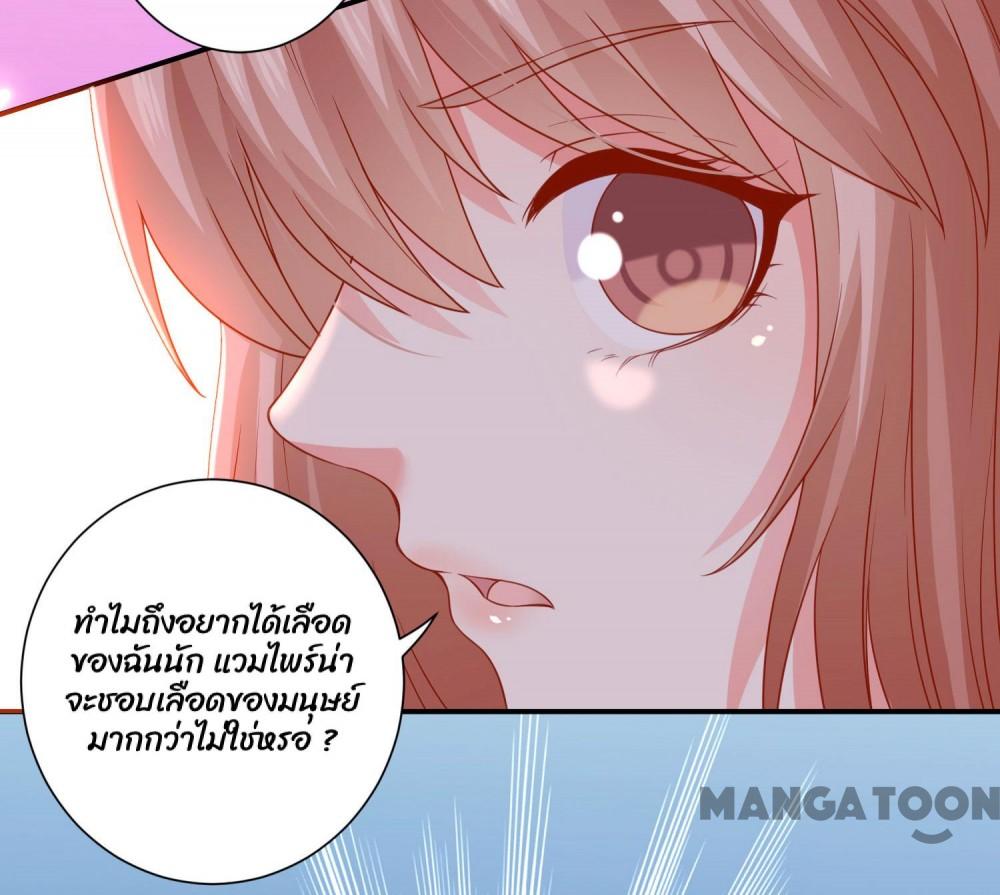 ทำไมถึงอยากได้เลือด
ของฉันนัก แวมไพร์น่า
จะชอบเลือดของมนุษย์
มากกว่าไม่ใช่หรอ ?
MANGATOON